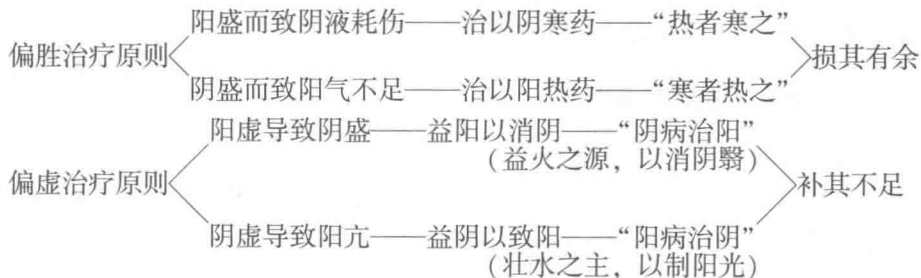 阳盛而致阴液耗伤——治以阴寒药——“热者寒之”
偏胜治疗原则
损其有余
阴盛而致阳气不足——治以阳热药——“寒者热之”
阳虚导致阴盛——益阳以消阴——“阴病治阳”
(益火之源，以消阴翳)
偏虚治疗原则
补其不足
阴虚导致阳亢——益阴以致阳——“阳病治阴”
(壮水之主，以制阳光)